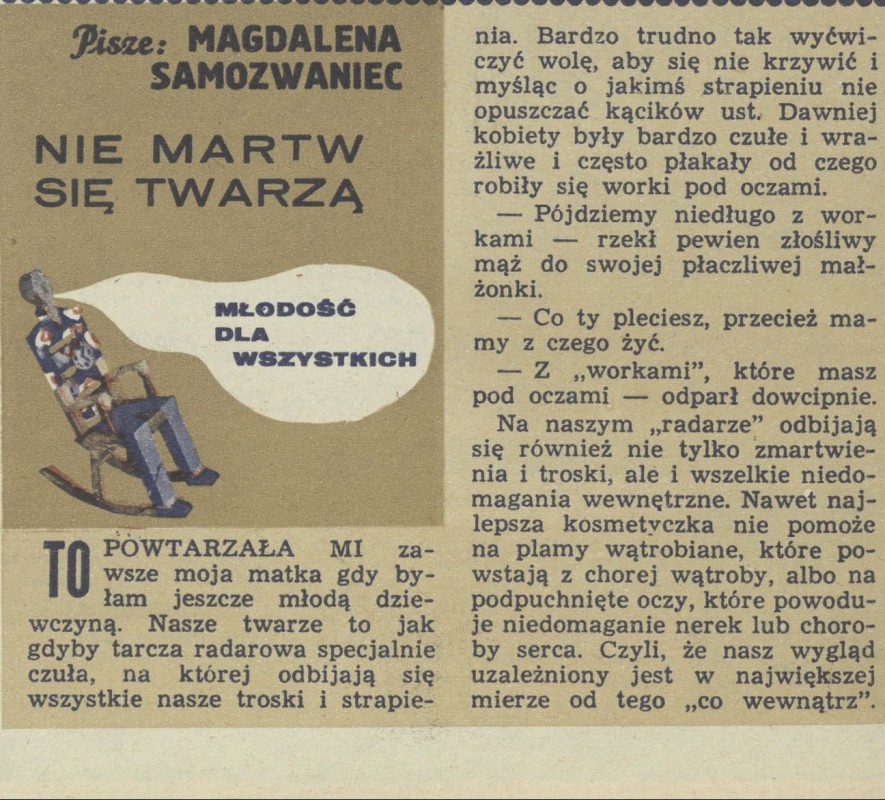 Pisze: MAGDALENA
SAMOZWANIEC
NIE MARTW
SIĘ TWARZĄ
MŁODOŚĆ
DLA
WSZYSTKICH
TO POWTARZAŁA MI za-
wsze moja matka gdy by-
łam jeszcze młodą dzie-
wczyną. Nasze twarze to jak
gdyby tarcza radarowa specjalnie
czuła, na której odbijają się
wszystkie nasze troski i strapie-
nia. Bardzo trudno tak wyćwi-
czyć wolę, aby się nie krzywić i
myśląc o jakimś strapieniu nie
opuszczać kącików ust. Dawniej
kobiety były bardzo czułe i wra-
żliwe i często płakały od czego
robiły się worki pod oczami.
— Pójdziemy niedługo z wor-
kami — rzekł pewien złośliwy
mąż do swojej płaczliwej mał-
żonki.
— Co ty pleciesz, przecież ma-
my z czego żyć.
— Z „workami”, które masz
pod oczami — odparł dowcipnie.
Na naszym „radarze” odbijają
się również nie tylko zmartwie-
nia i troski, ale i wszelkie niedo-
magania wewnętrzne. Nawet naj-
lepsza kosmetyczka nie pomoże
na plamy wątrobiane, które po-
wstają z chorej wątroby, albo na
podpuchnięte oczy, które powodu-
je niedomaganie nerek lub choro-
by serca. Czyli, że nasz wygląd
uzależniony jest w największej
mierze od tego „co wewnątrz”.